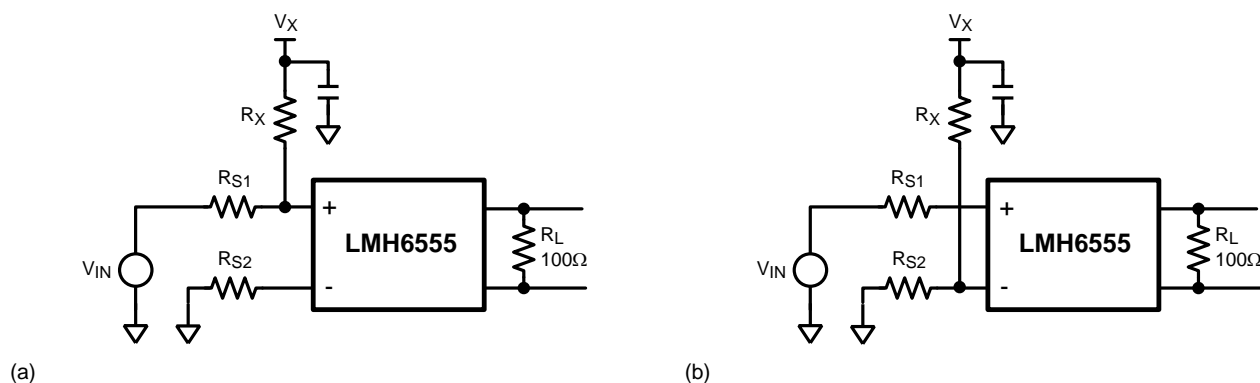 VX
RX
RS1
+
LMH6555
RL
100Ω
RS2
VIN
-
(a)
VX
RX
RS1
+
LMH6555
RL
100Ω
RS2
VIN
-
(b)